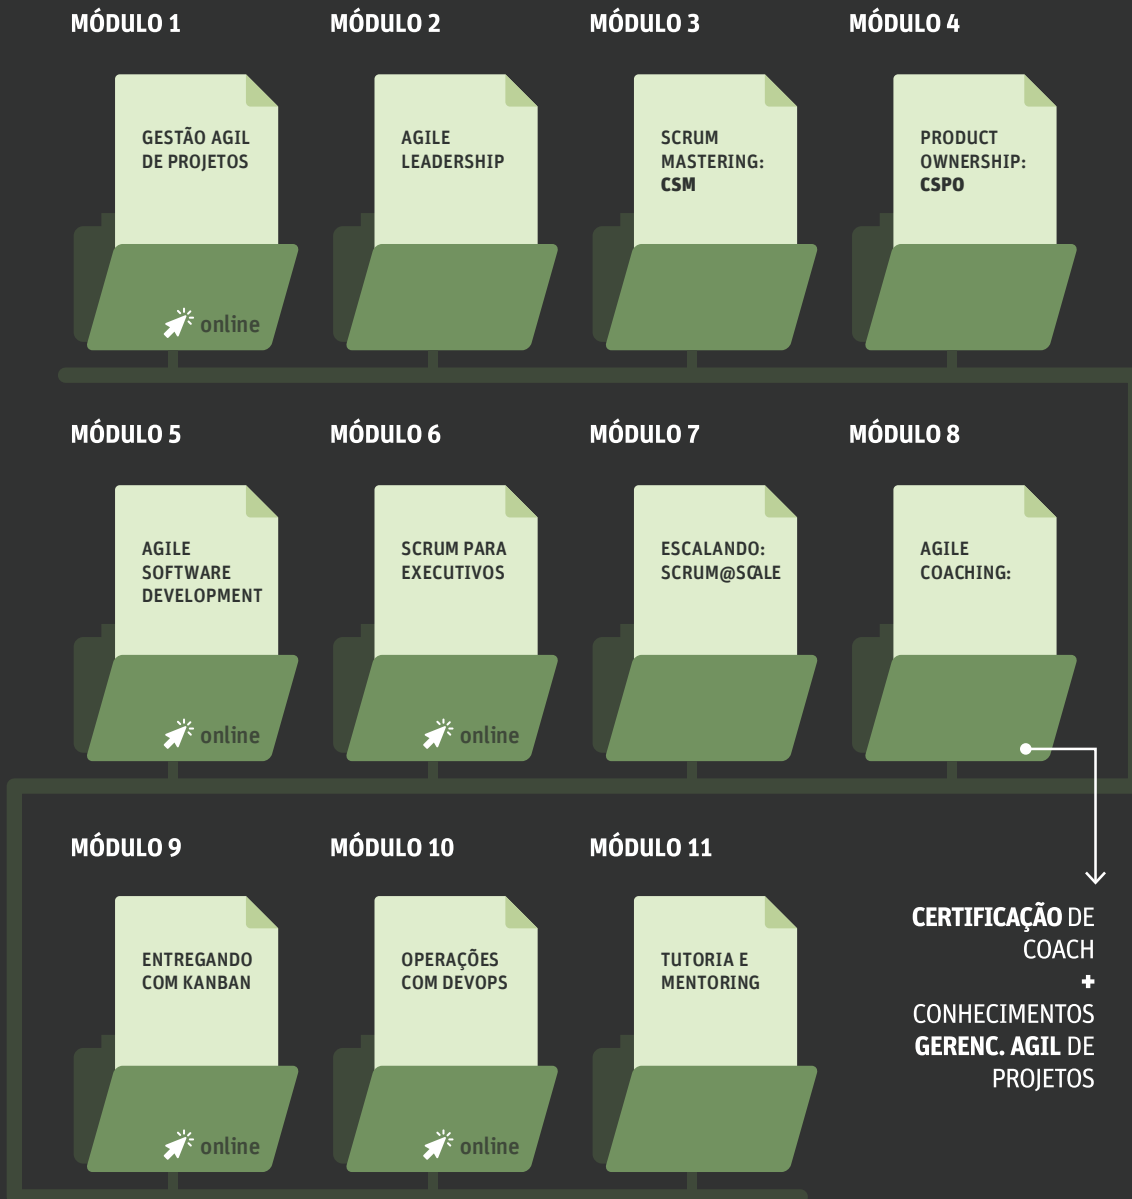 MÓDULO 1
GESTÃO AGIL
DE PROJETOS
online
MÓDULO 2
AGILE
LEADERSHIP
MÓDULO 3
SCRUM
MASTERING:
CSM
MÓDULO 4
PRODUCT
OWNERSHIP:
CSPO
MÓDULO 5
AGILE
SOFTWARE
DEVELOPMENT
online
MÓDULO 6
SCRUM PARA
EXECUTIVOS
online
MÓDULO 7
ESCALANDO:
SCRUM@SCALE
MÓDULO 8
AGILE
COACHING:
CERTIFICAÇÃO DE
COACH
+
CONHECIMENTOS
GERENC. AGIL DE
PROJETOS
MÓDULO 9
ENTREGANDO
COM KANBAN
online
MÓDULO 10
OPERAÇÕES
COM DEVOPS
online
MÓDULO 11
TUTORIA E
MENTORING